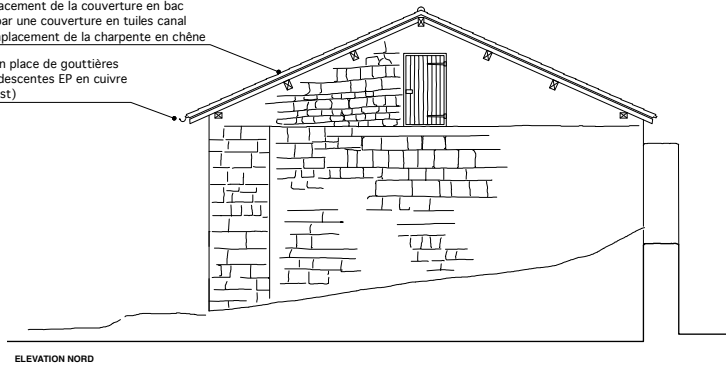 acement de la couverture en bac
par une couverture en tuiles canal
placement de la charpente en chêne
n place de gouttières
descentes EP en cuivre
st)
ELEVATION NORD